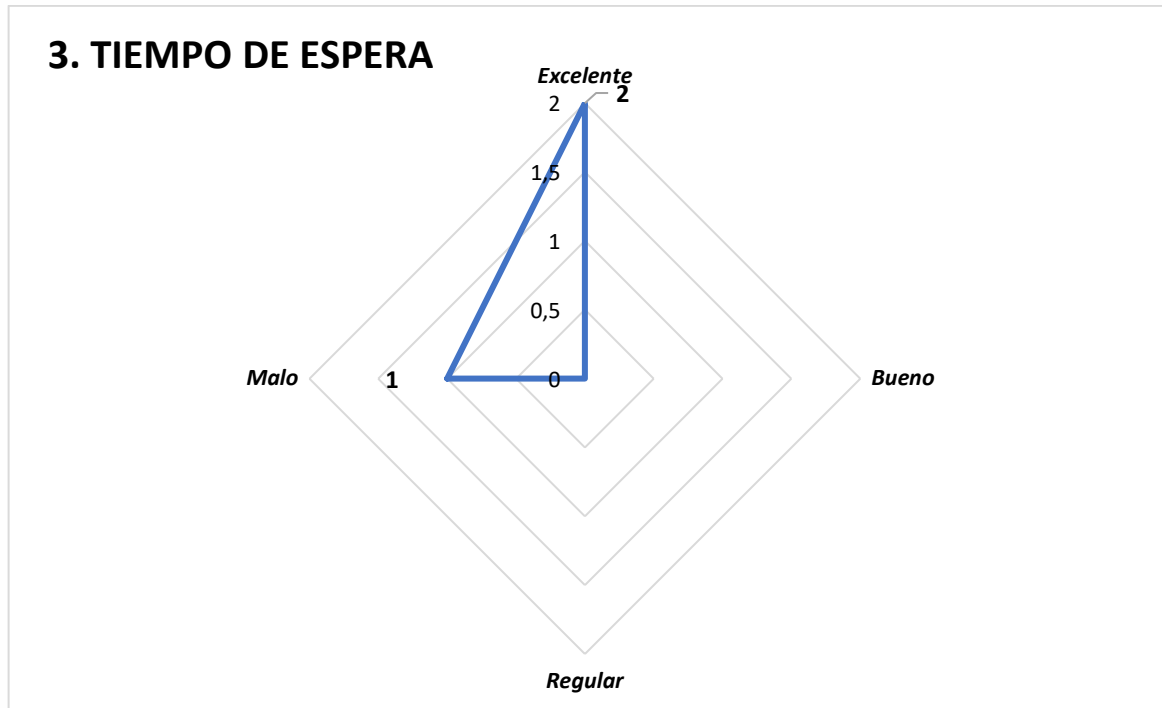 3. TIEMPO DE ESPERA
Excelente
2
2
1,5
1
0,5
Malo
1
0
Bueno
Regular